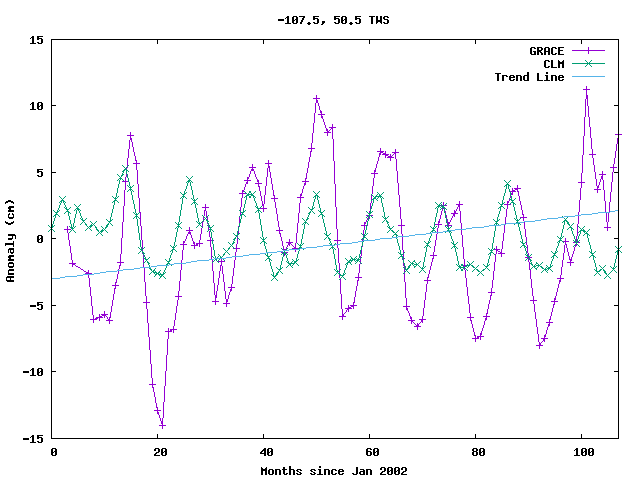 -107.5, 50.5 TWS
GRACE
CLM
Trend Line
15
10
5
0
-5
-10
-15
Anomaly (cm)
0 20 40 60 80 100
Months since Jan 2002